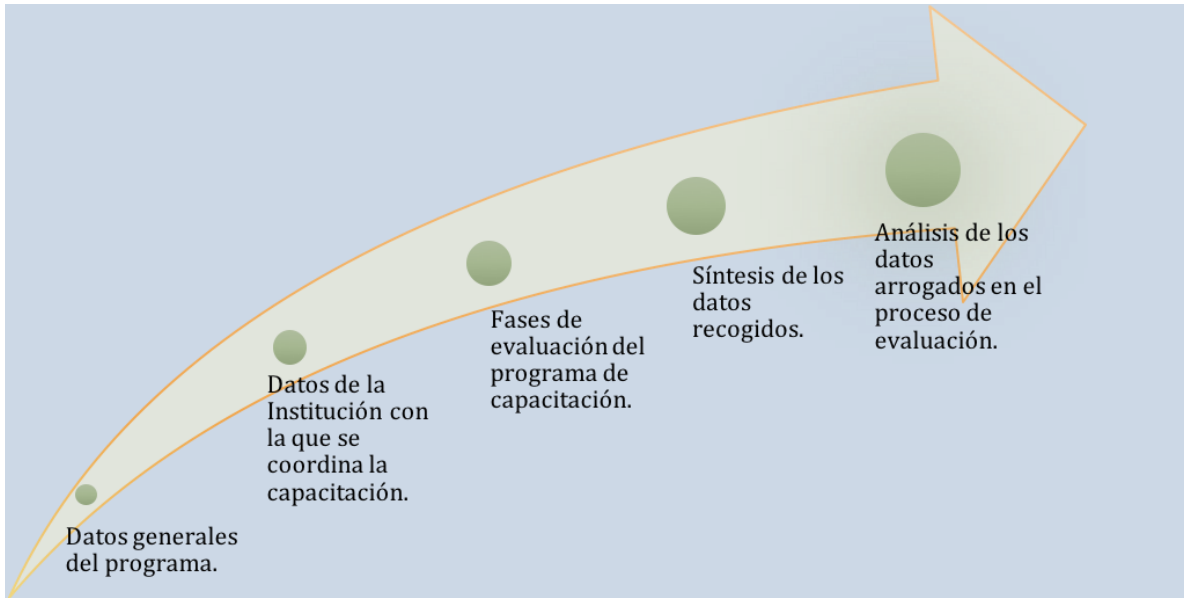 Datos generales
del programa.
Datos de la
Institución con
la que se
coordina la
capacitación.
Fases de
evaluación del
programa de
capacitación.
Síntesis de los
datos
recogidos.
Análisis de los
datos
arrogados en el
proceso de
evaluación.